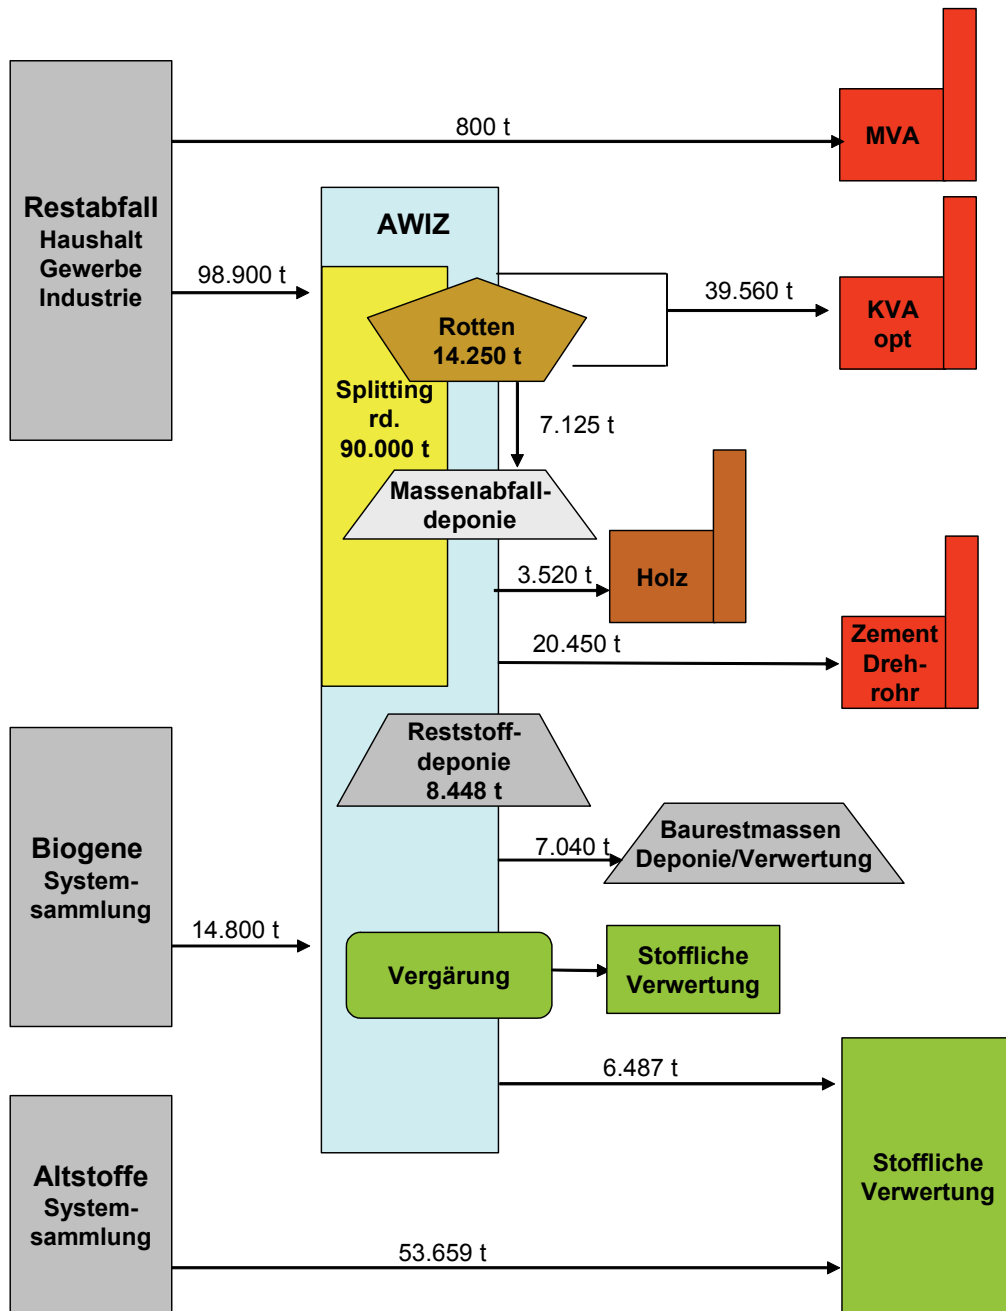 800 t
MVA
Restabfall
Haushalt
Gewerbe
Industrie
AWIZ
98.900 t
39.560 t
KVA
opt
Rotten
14.250 t
Splitting
rd.
90.000 t
7.125 t
Massenabfall-
deponie
3.520 t
Holz
20.450 t
Zement
Dreh-
rohr
Reststoff-
deponie
8.448 t
7.040 t
Baurestmassen
Deponie/Verwertung
Biogene
System-
sammlung
14.800 t
Vergärung
Stoffliche
Verwertung
6.487 t
Altstoffe
System-
sammlung
Stoffliche
Verwertung
53.659 t